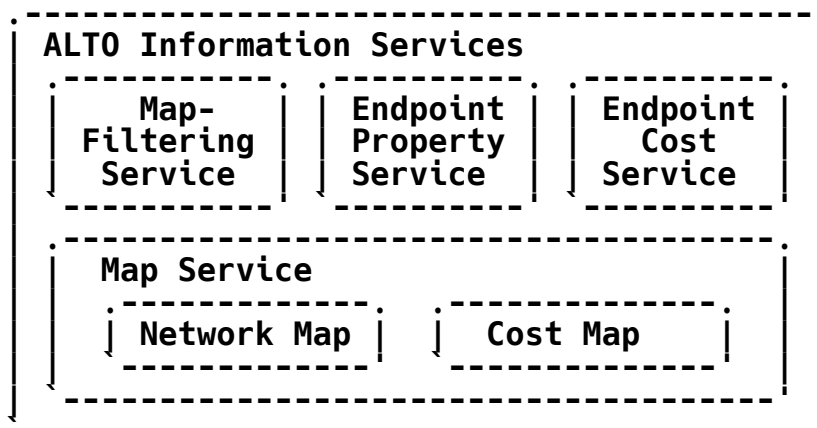 ALTO Information Services
Map- Endpoint Endpoint
Filtering Property Cost
Service Service Service
Map Service
Network Map Cost Map